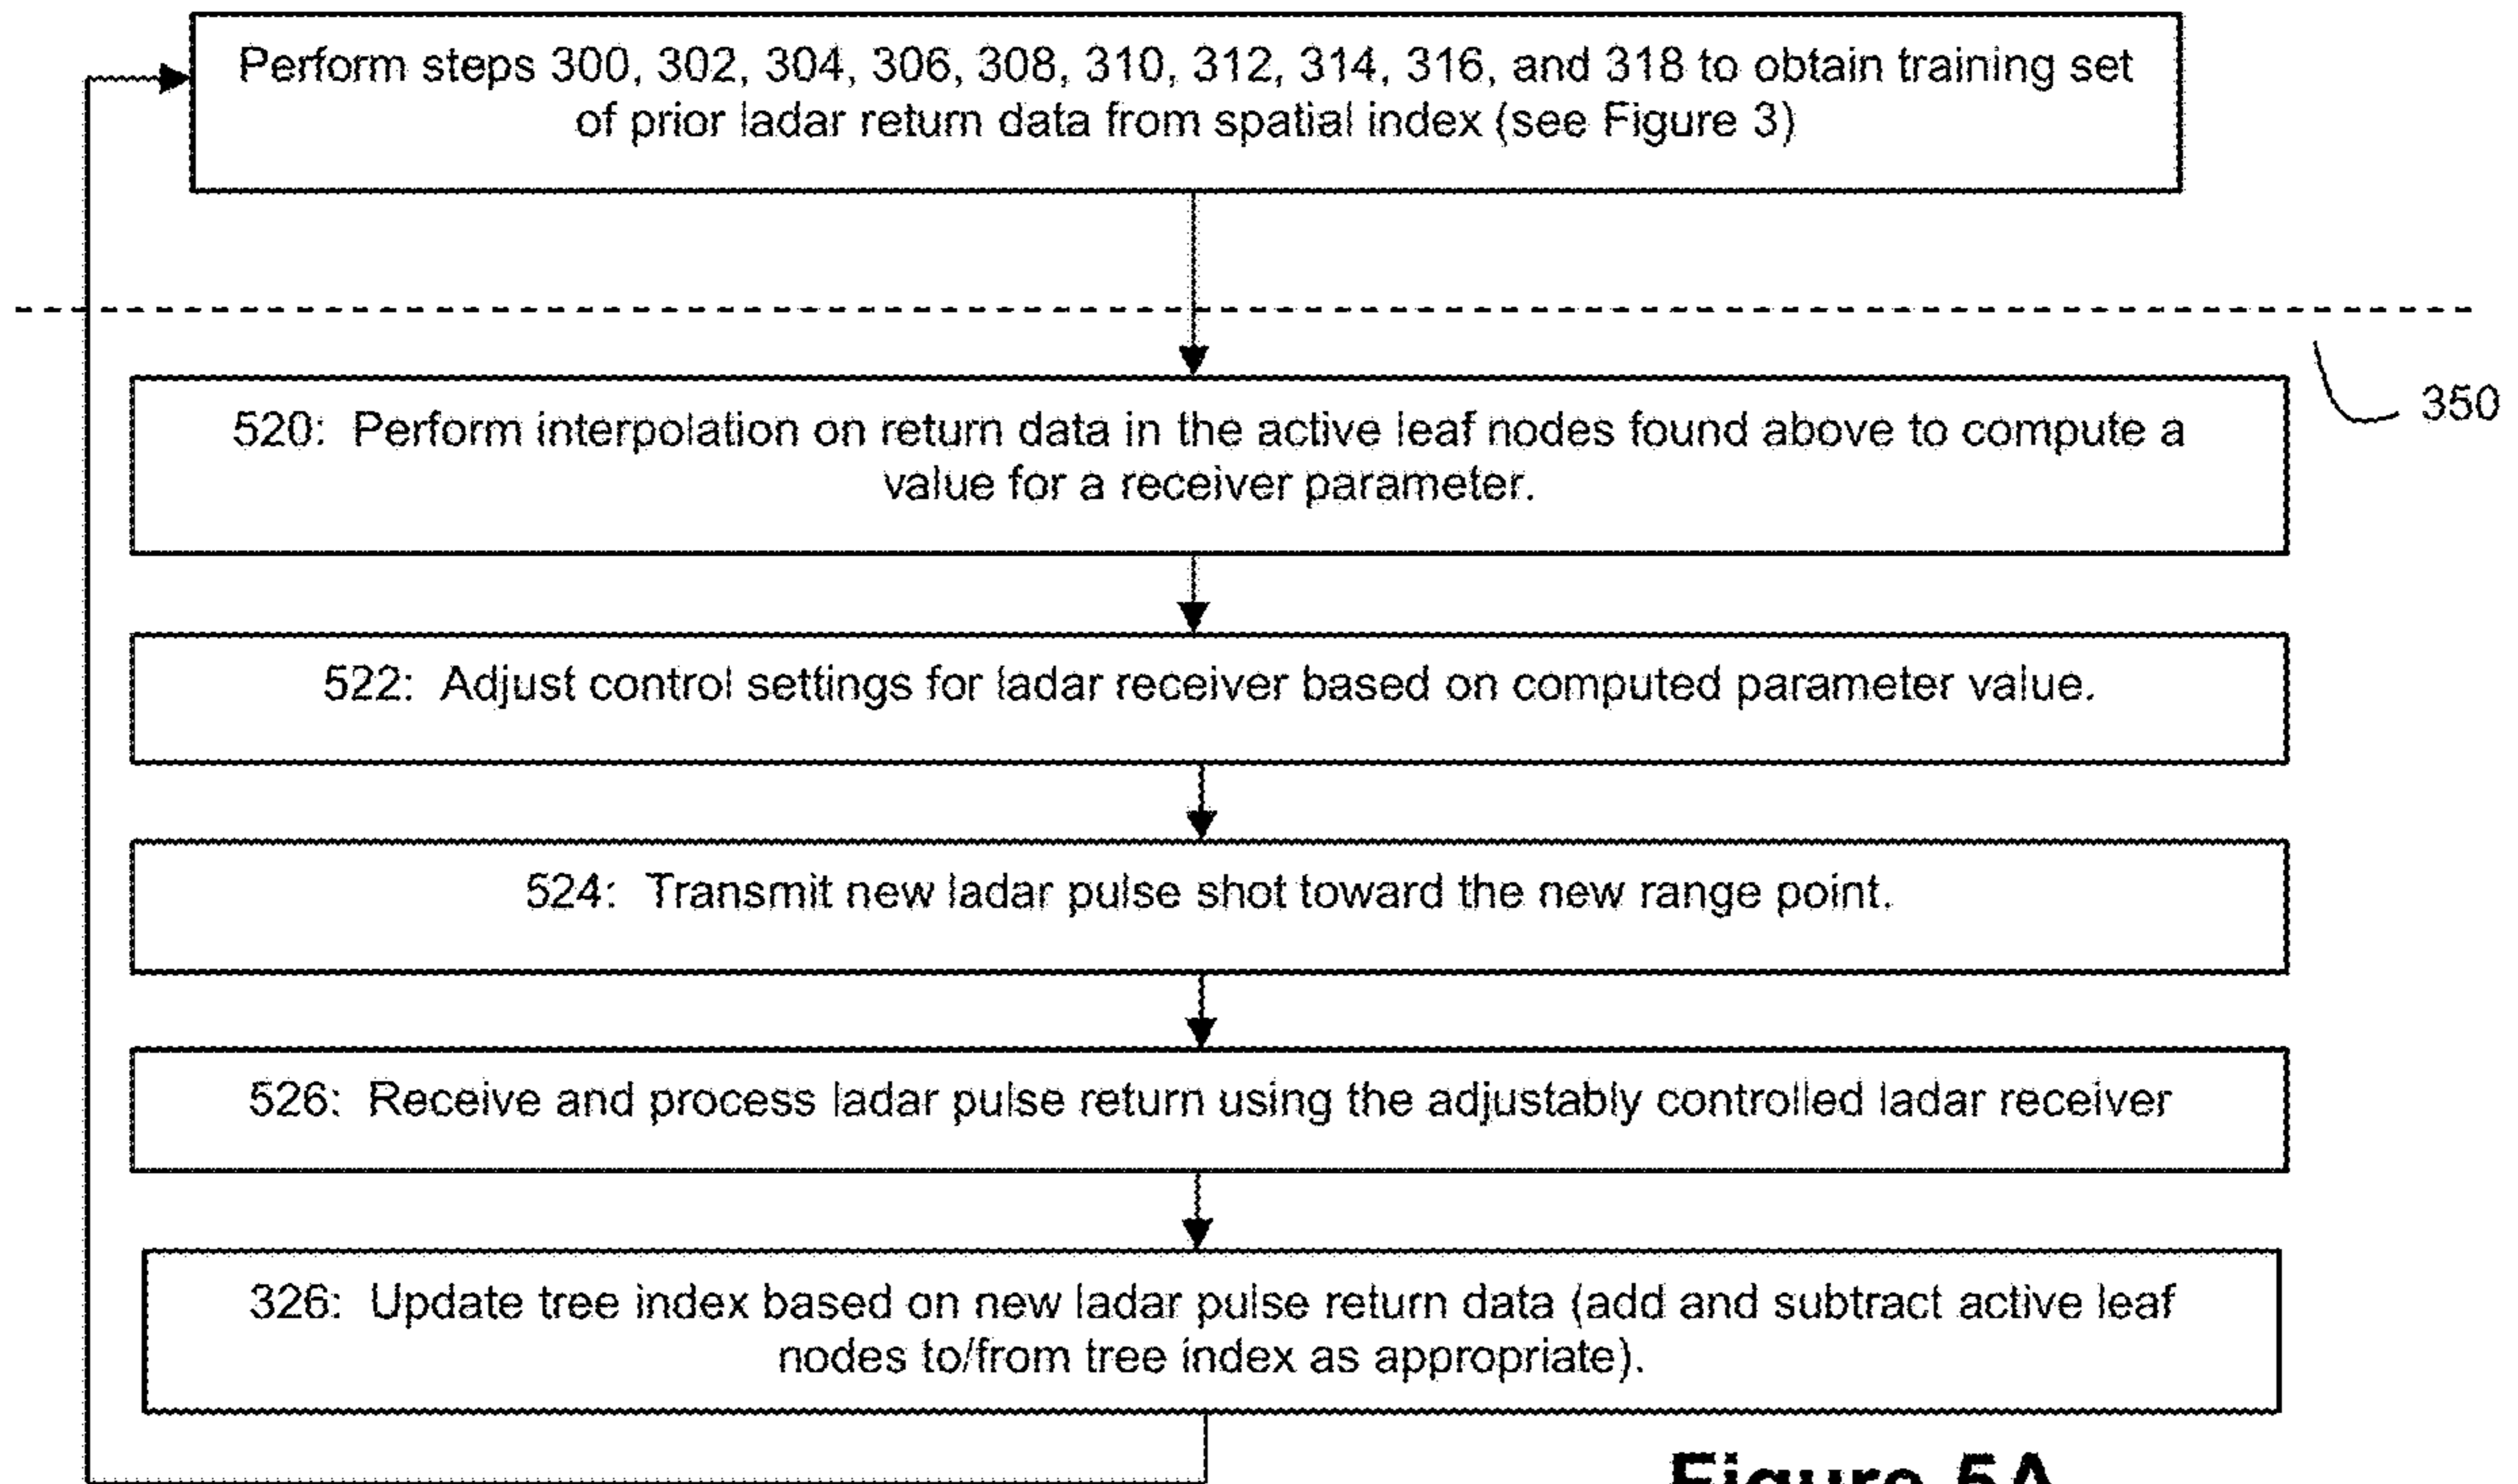 Perform steps 300, 302, 304, 306, 308, 310, 312, 314, 316, and 318 to obtain training set
of prior ladar return data from spatial index (see Figure 3)
350
520: Perform interpolation on return data in the active leaf nodes found above to compute a
value for a receiver parameter.
522: Adjust control settings for ladar receiver based on computed parameter value.
524: Transmit new ladar pulse shot toward the new range point.
526: Receive and process ladar pulse return using the adjustably controlled ladar receiver
326: Update tree index based on new ladar pulse return data (add and subtract active leaf
nodes to/from tree index as appropriate).
Figure 5A